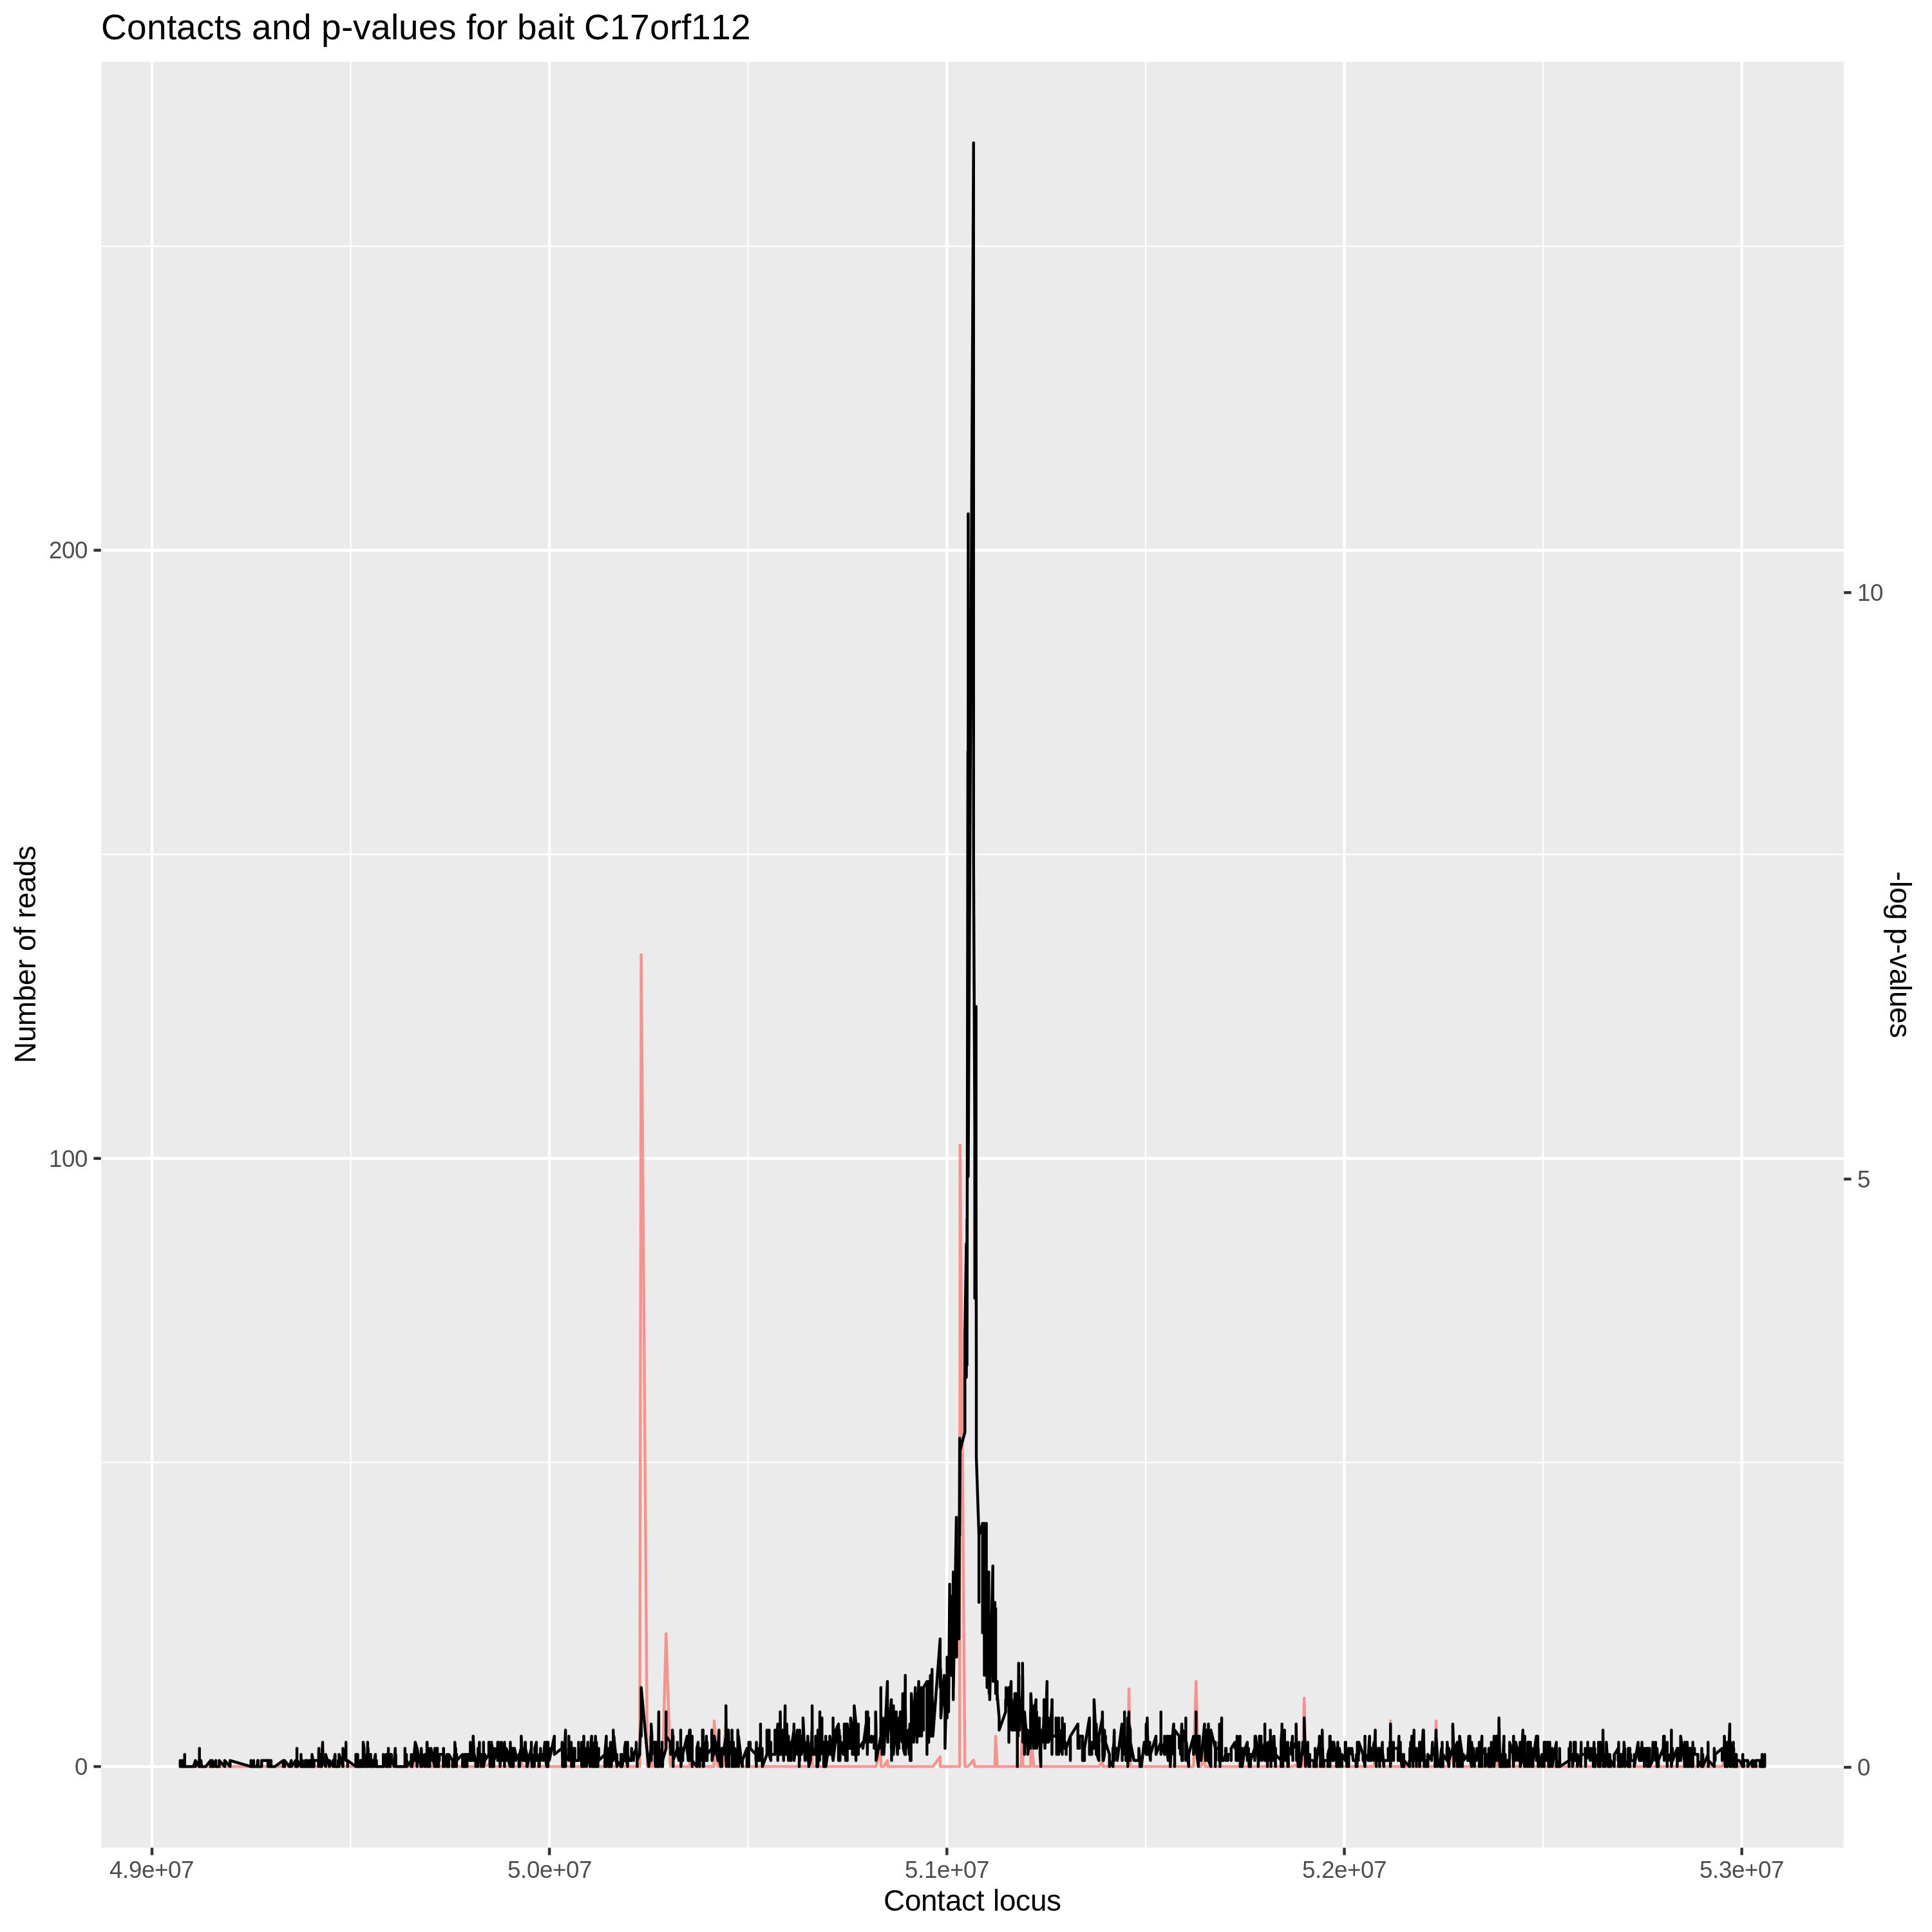 Contacts and p-values for bait C17orf112
Number of reads
200
100
0
10
5
0
-log p-values
4.9e+07 5.0e+07 5.1e+07 5.2e+07 5.3e+07
Contact locus